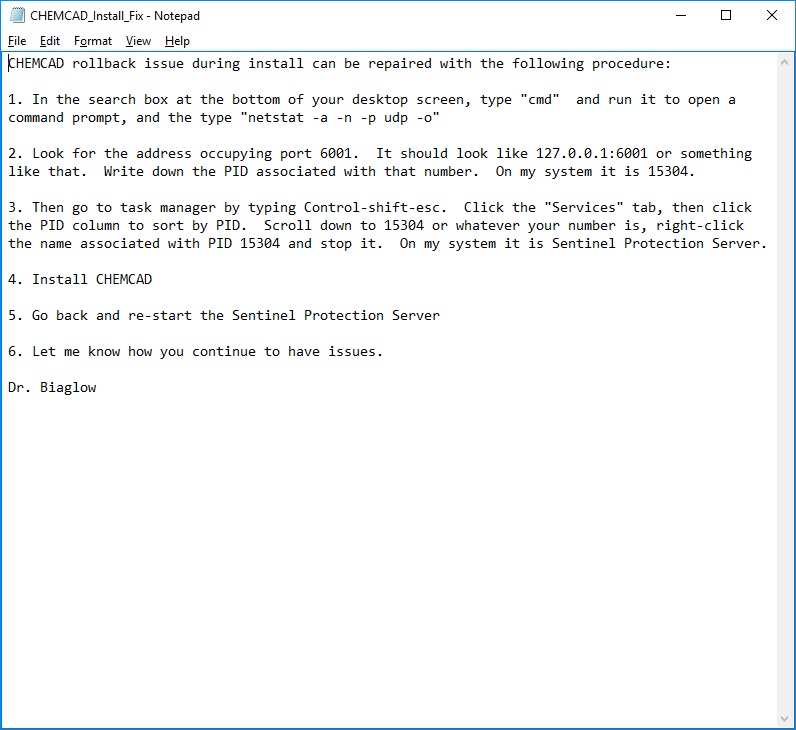 CHEMCAD_Install_Fix - Notepad
File Edit Format View Help
CHEMCAD rollback issue during install can be repaired with the following procedure:
1. In the search box at the bottom of your desktop screen, type "cmd"  and run it to open a
command prompt, and the type "netstat -a -n -p udp -o"
2. Look for the address occupying port 6001.  It should look like 127.0.0.1:6001 or something
like that.  Write down the PID associated with that number.  On my system it is 15304.
3. Then go to task manager by typing Control-shift-esc.  Click the "Services" tab, then click
the PID column to sort by PID.  Scroll down to 15304 or whatever your number is, right-click
the name associated with PID 15304 and stop it.  On my system it is Sentinel Protection Server.
4. Install CHEMCAD
5. Go back and re-start the Sentinel Protection Server
6. Let me know how you continue to have issues.
Dr. Biaglow